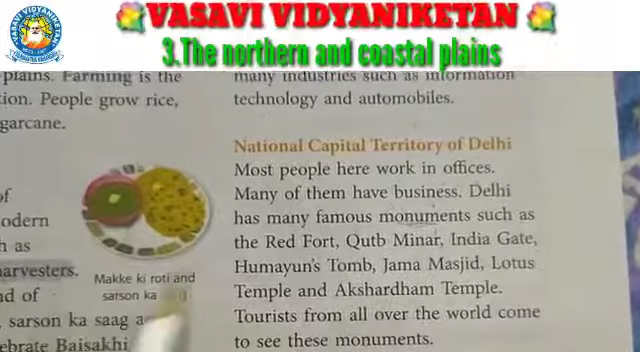 VASAVI VIDYANIKETAN
3.The northern and coastal plains
VASAVI VIDYANIKETAN
plains. Farming is the
tion. People grow rice,
garcane.
of
odern
h as
harvesters.
nd of
, sarson ka saag a
ebrate Baisakhi
Makke ki roti and
sarson ka
many industries such as information
technology and automobiles.
National Capital Territory of Delhi
Most people here work in offices.
Many of them have business. Delhi
has many famous monuments such as
the Red Fort, Qutb Minar, India Gate,
Humayun's Tomb, Jama Masjid, Lotus
Temple and Akshardham Temple.
Tourists from all over the world come
to see these monuments.